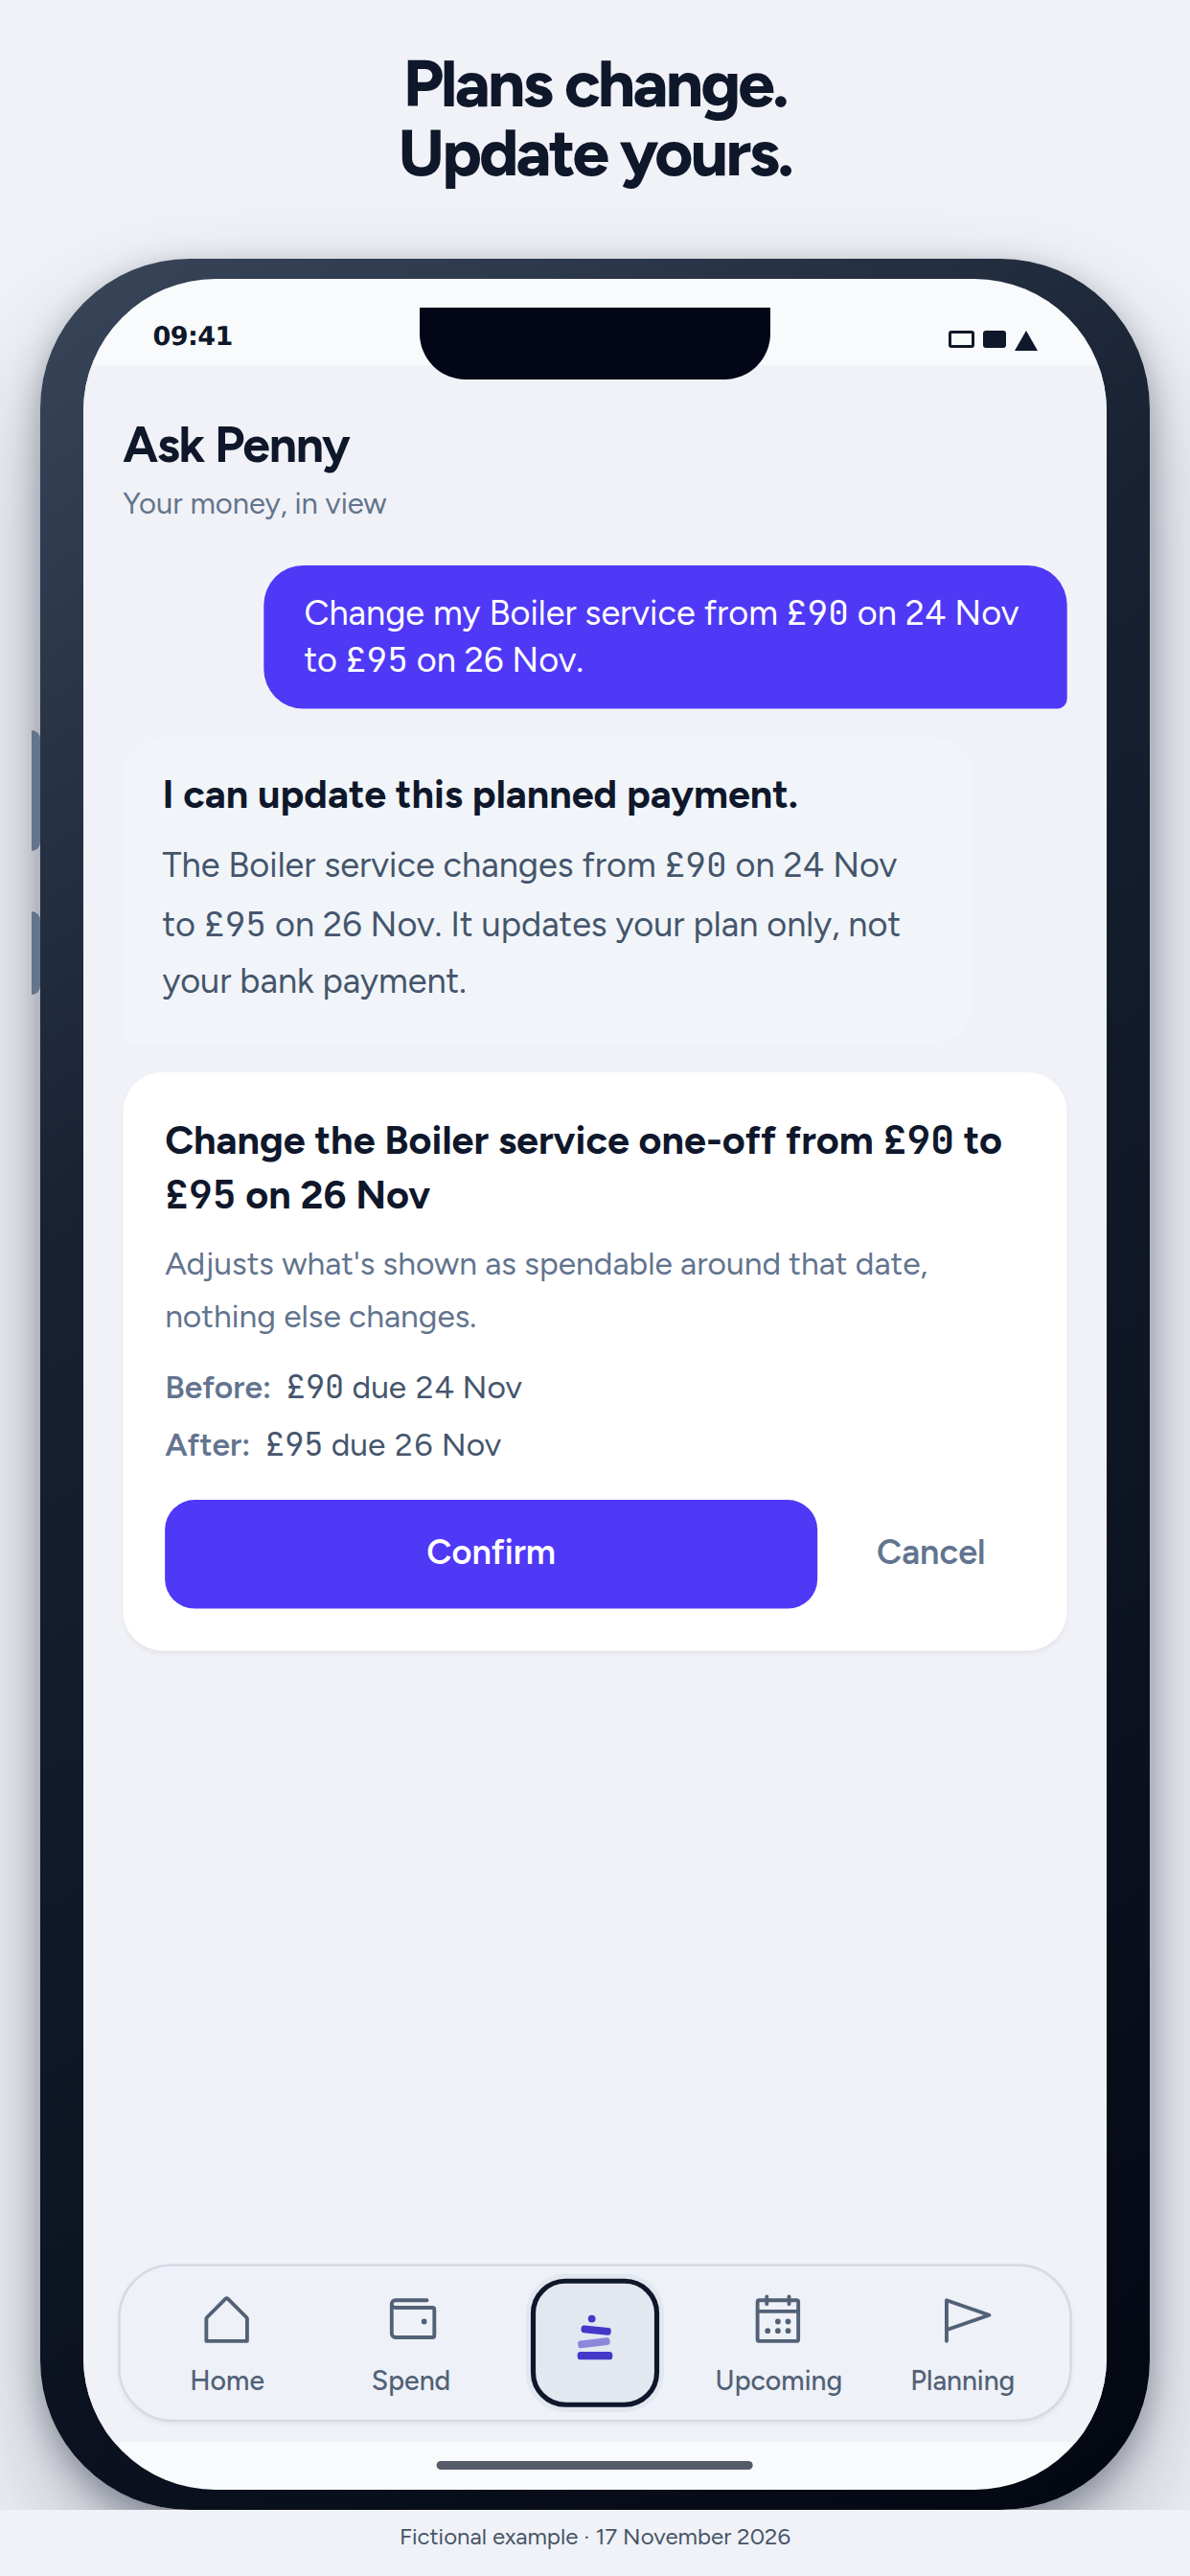 Plans change.
Update yours.
09:41
Ask Penny
Your money, in view
Change my Boiler service from £90 on 24 Nov
to £95 on 26 Nov.
I can update this planned payment.
The Boiler service changes from £90 on 24 Nov
to £95 on 26 Nov. It updates your plan only, not
your bank payment.
Change the Boiler service one-off from £90 to
£95 on 26 Nov
Adjusts what's shown as spendable around that date,
nothing else changes.
Before: £90 due 24 Nov
After: £95 due 26 Nov
Confirm Cancel
Home Spend Upcoming Planning
Fictional example · 17 November 2026